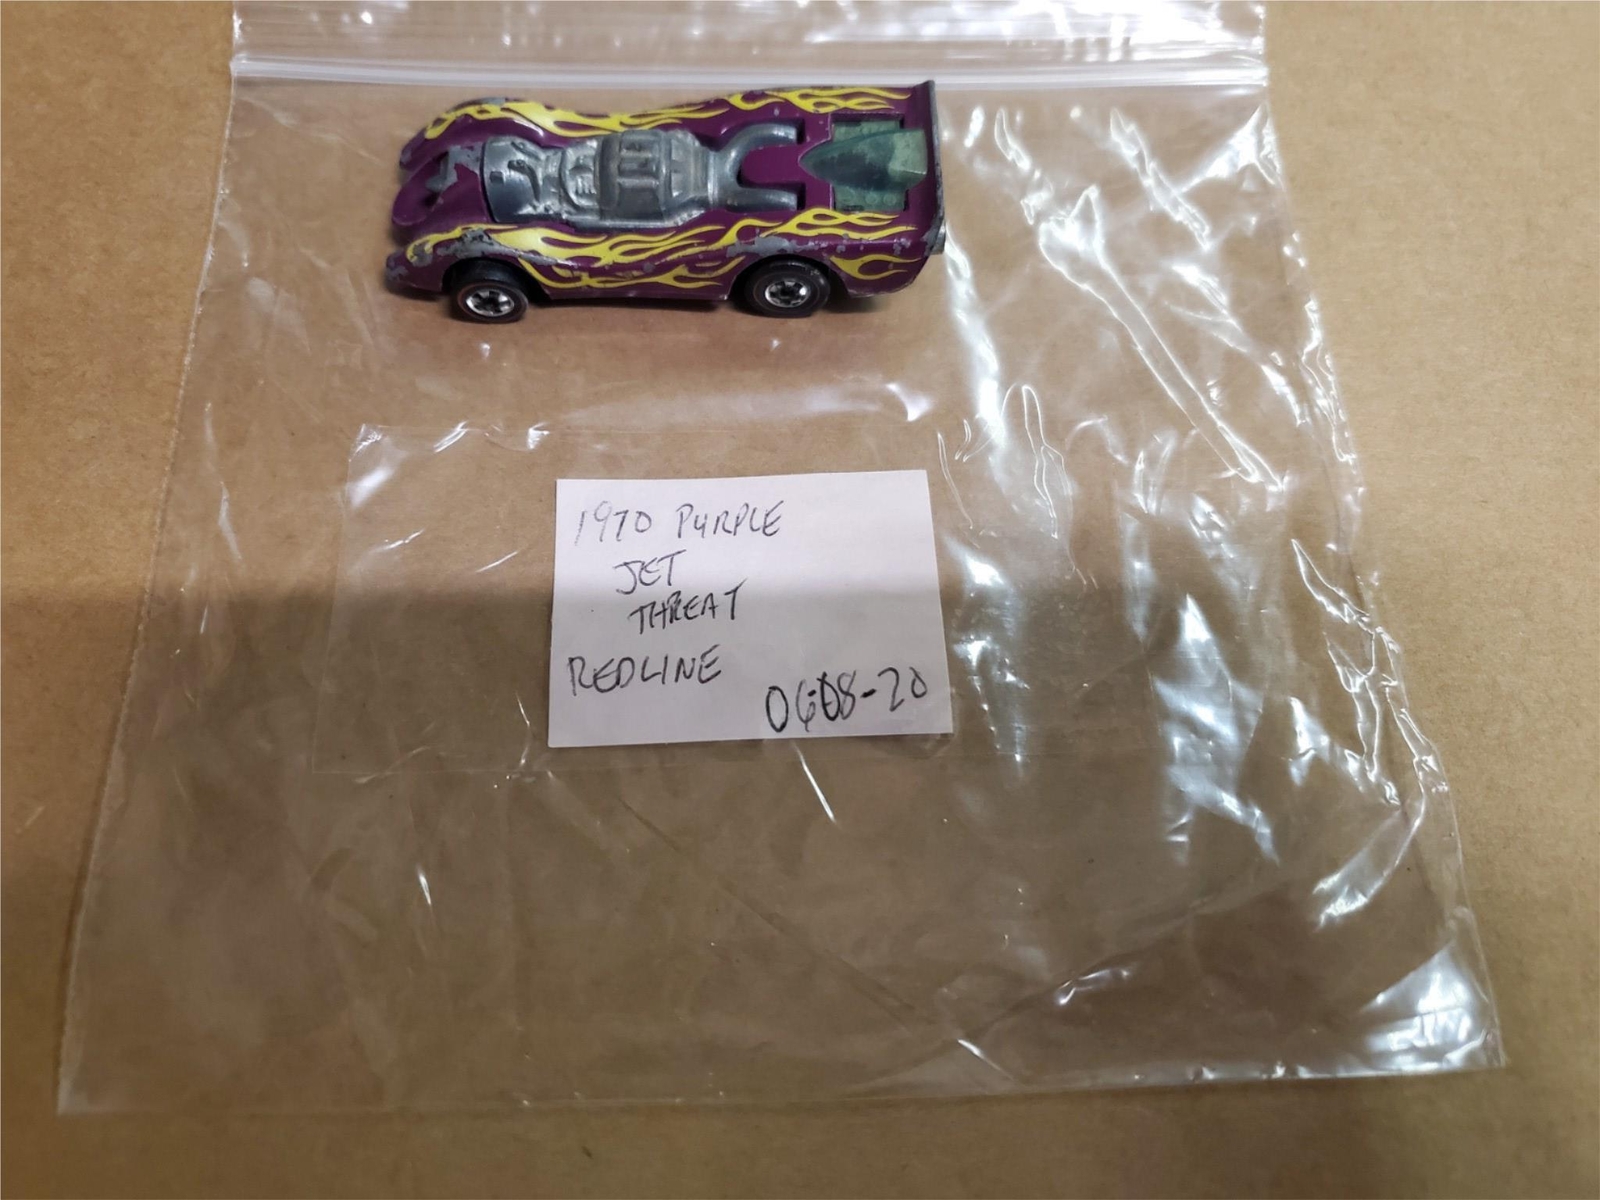 1970 PURPLE
JET
THREAT
REDLINE
0608-20